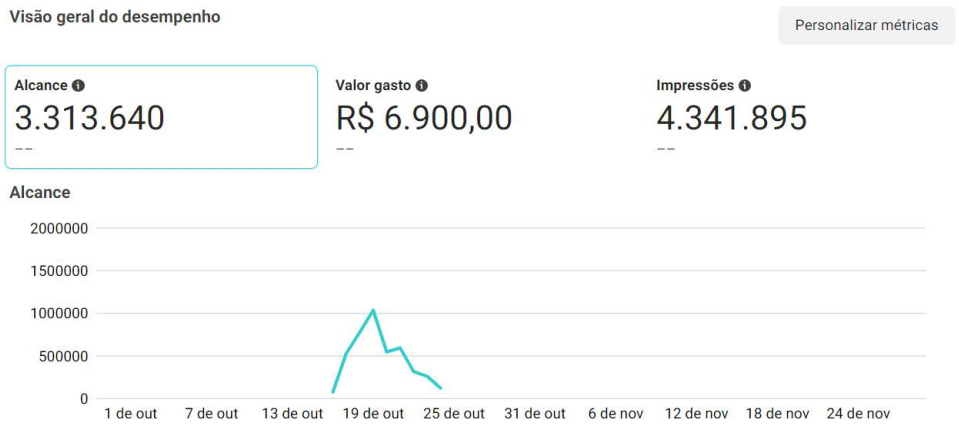 Visão geral do desempenho
Personalizar métricas
Alcance
3.313.640
--
Valor gasto
R$ 6.900,00
--
Impressões
4.341.895
--
Alcance
2000000
1500000
1000000
500000
0
1 de out 7 de out 13 de out 19 de out 25 de out 31 de out 6 de nov 12 de nov 18 de nov 24 de nov